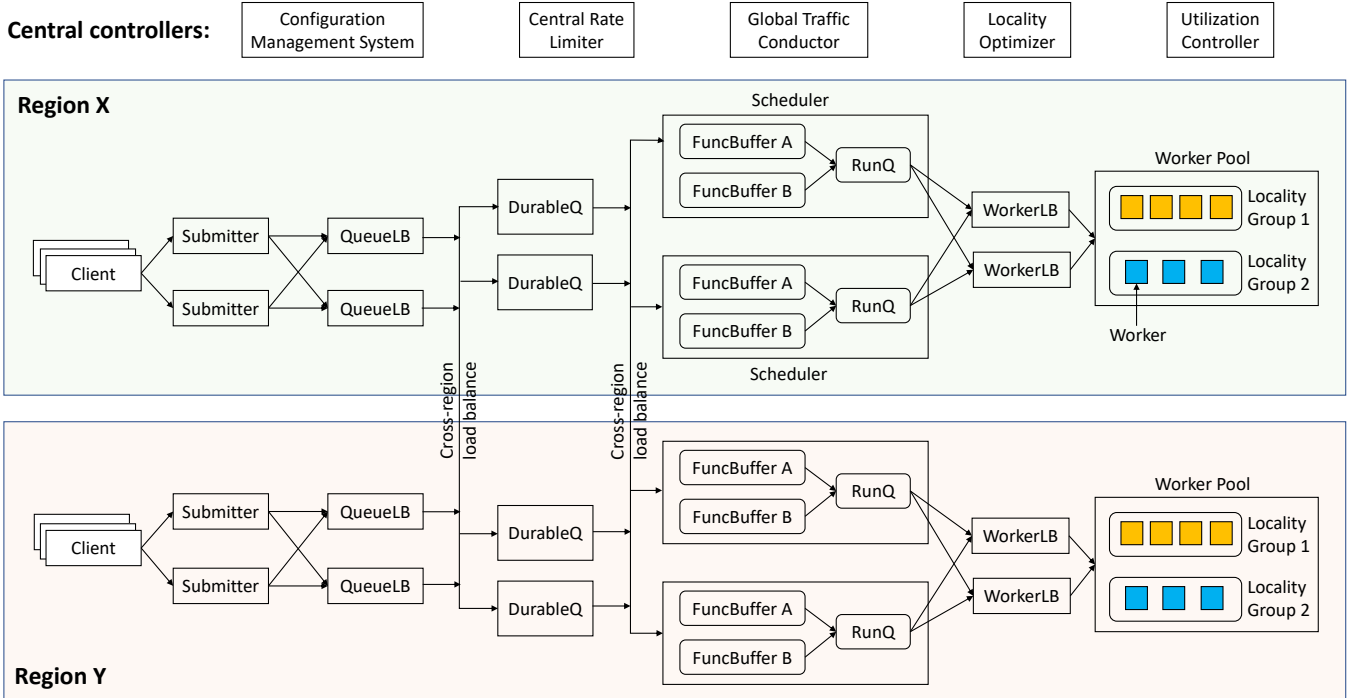 Central controllers:
Configuration
Management System
Central Rate
Limiter
Global Traffic
Conductor
Locality
Optimizer
Utilization
Controller
Region X
Client
Submitter
Submitter
QueueLB
QueueLB
Cross-region
load balance
DurableQ
DurableQ
Cross-region
load balance
Scheduler
FuncBuffer A
FuncBuffer B
RunQ
FuncBuffer A
FuncBuffer B
RunQ
Scheduler
WorkerLB
WorkerLB
Worker Pool
Locality
Group 1
Locality
Group 2
Worker
Region Y
Client
Submitter
Submitter
QueueLB
QueueLB
DurableQ
DurableQ
FuncBuffer A
FuncBuffer B
RunQ
FuncBuffer A
FuncBuffer B
RunQ
WorkerLB
WorkerLB
Worker Pool
Locality
Group 1
Locality
Group 2